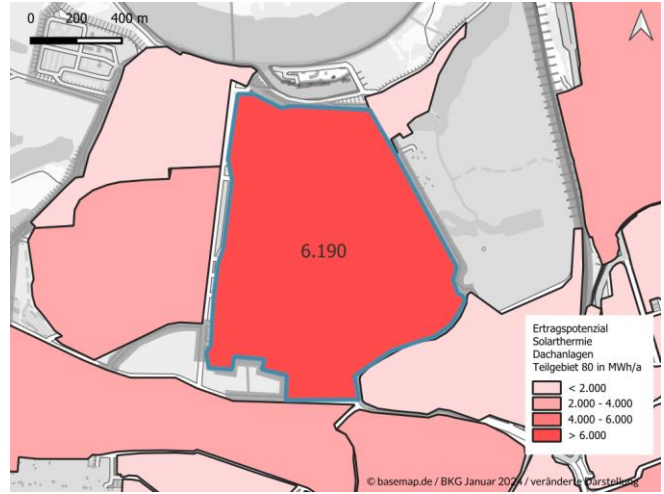 0 200 400 m
6.190
Ertragspotenzial
Solarthermie
Dachanlagen
Teilgebiet 80 in MWh/a
< 2.000
2.000 - 4.000
4.000 - 6.000
> 6.000
© basemap.de / BKG Januar 2024 / veränderte Darstellung